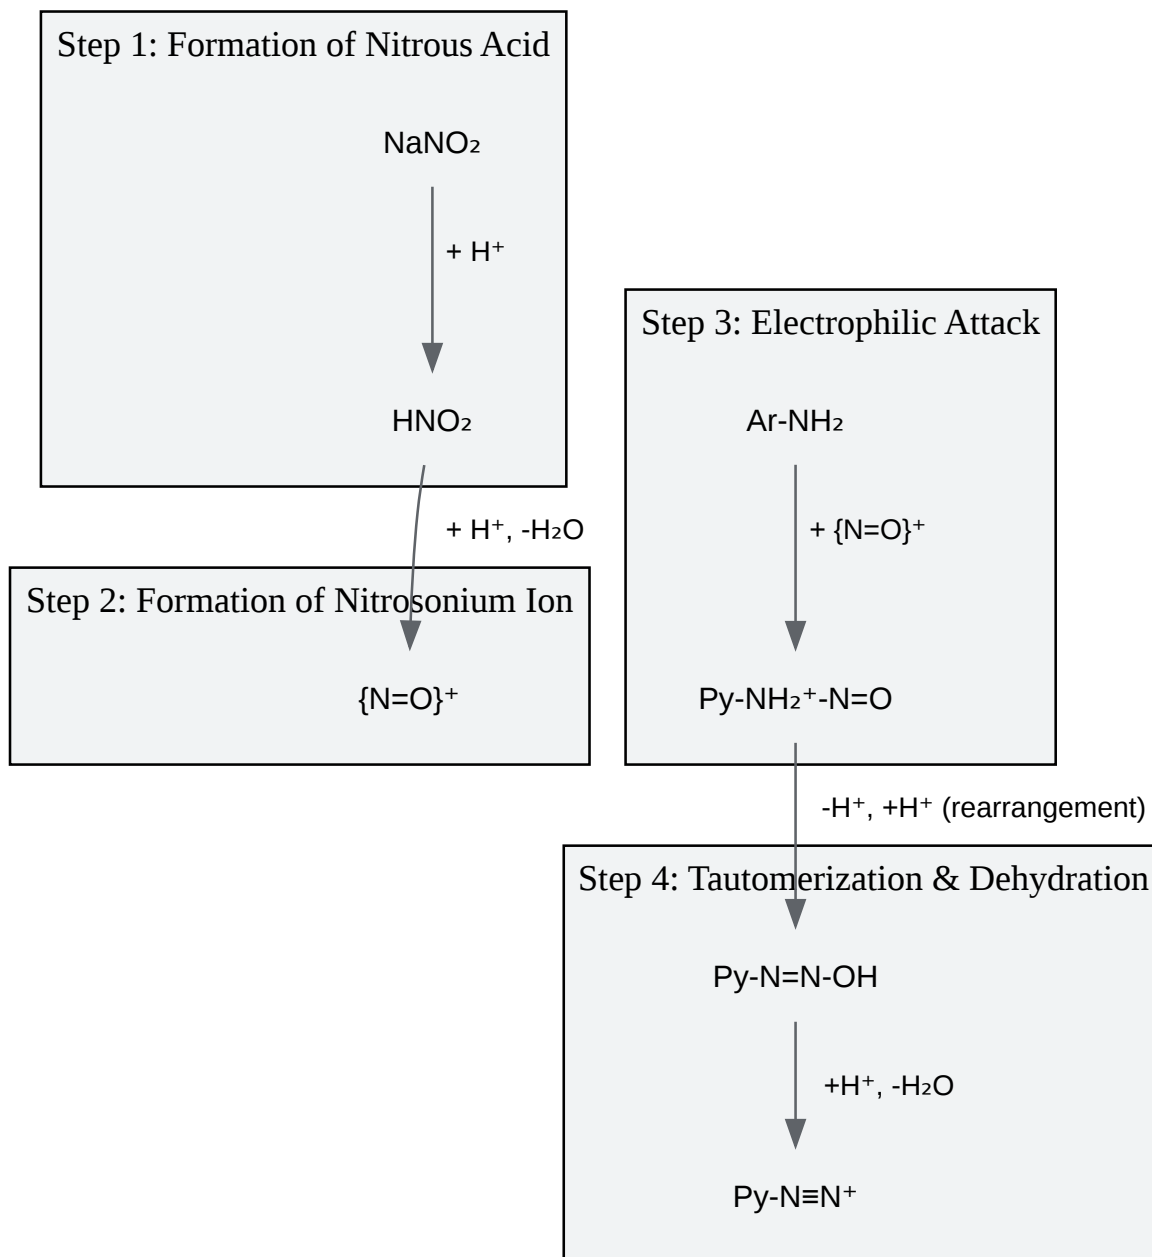 Step 1: Formation of Nitrous Acid
NaNO₂
+ H⁺
HNO₂
+ H⁺, -H₂O
Step 2: Formation of Nitrosonium Ion
{N=O}⁺
Step 3: Electrophilic Attack
Ar-NH₂
+ {N=O}⁺
Py-NH₂⁺-N=O
-H⁺, +H⁺ (rearrangement)
Step 4: Tautomerization & Dehydration
Py-N=N-OH
+H⁺, -H₂O
Py-N≡N⁺